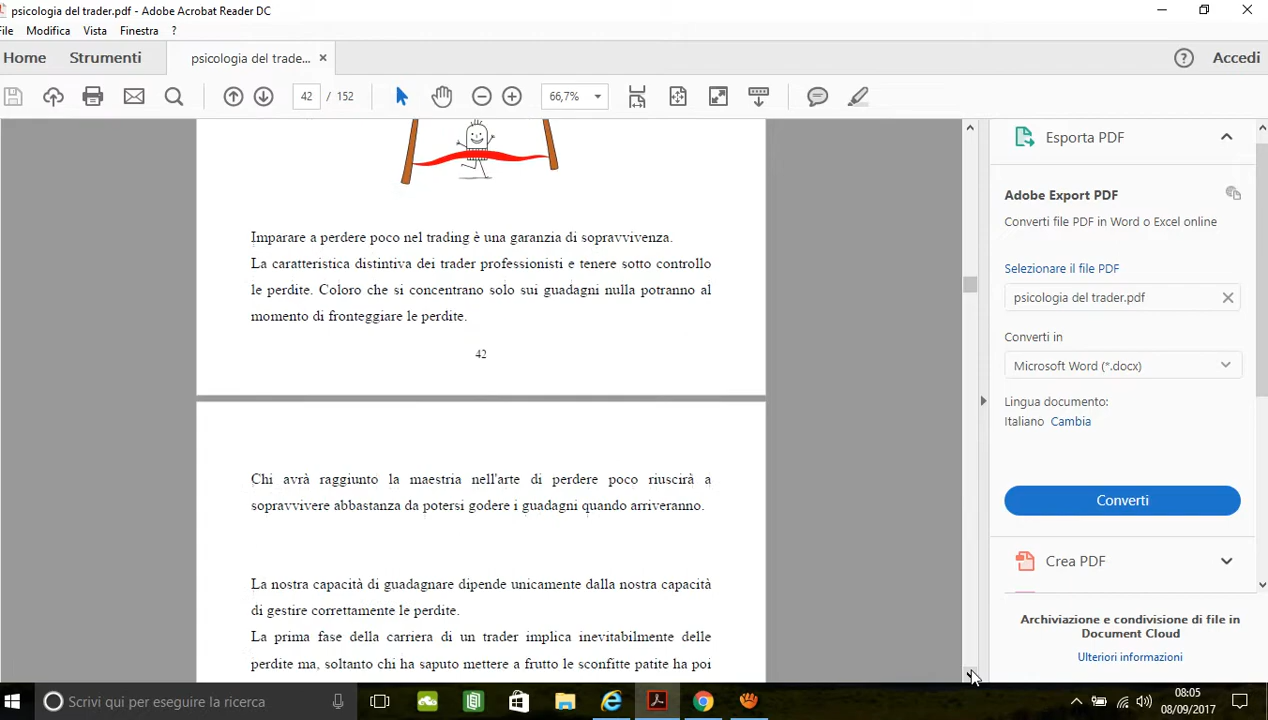 psicologia del trader.pdf - Adobe Acrobat Reader DC
File Modifica Vista Finestra ?
Home Strumenti psicologia del trade... × Accedi
42 / 152 66,7%
Esporta PDF
Adobe Export PDF
Converti file PDF in Word o Excel online
Selezionare il file PDF
psicologia del trader.pdf
Converti in
Microsoft Word (*.docx)
Lingua documento:
Italiano Cambia
Converti
Crea PDF
Archiviazione e condivisione di file in
Document Cloud
Ulteriori informazioni
Imparare a perdere poco nel trading è una garanzia di sopravvivenza.
La caratteristica distintiva dei trader professionisti e tenere sotto controllo
le perdite. Coloro che si concentrano solo sui guadagni nulla potranno al
momento di fronteggiare le perdite.
42
Chi avrà raggiunto la maestria nell'arte di perdere poco riuscirà a
sopravvivere abbastanza da potersi godere i guadagni quando arriveranno.
La nostra capacità di guadagnare dipende unicamente dalla nostra capacità
di gestire correttamente le perdite.
La prima fase della carriera di un trader implica inevitabilmente delle
perdite ma, soltanto chi ha saputo mettere a frutto le sconfitte patite ha poi
Scrivi qui per eseguire la ricerca
08:05
08/09/2017